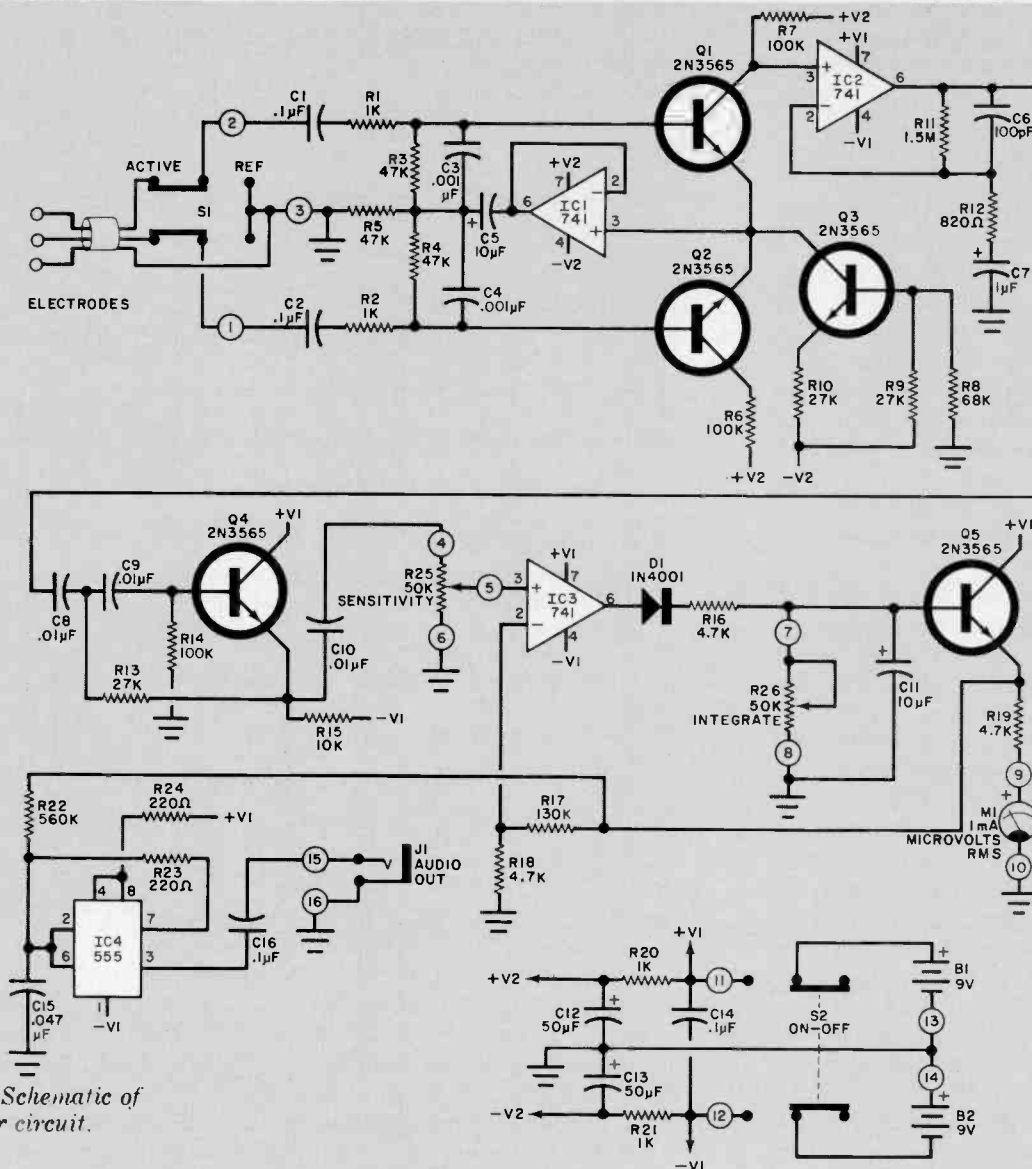 +V2
R7
100K
+V1
7
Q1
2N3565
3
+
IC2
741
6
2
−
4
−V1
R11
1.5M
C6
100pF
C1
.1µF
R1
1K
2
ACTIVE
REF
S1
3
R3
47K
C3
.001
µF
R5
47K
R4
47K
+
C5
10µF
+V2
7
6
IC1
741
−
2
+
3
4
−V2
C4
.001µF
ELECTRODES
1
C2
.1µF
R2
1K
Q2
2N3565
Q3
2N3565
R12
820Ω
+
C7
1µF
R10
27K
R9
27K
R8
68K
R6
100K
+V2
−V2
Q4
2N3565
+V1
C9
.01µF
C8
.01µF
R14
100K
R13
27K
R15
10K
−V1
C10
.01µF
4
R25
50K
SENSITIVITY
5
6
3
+
2
−
+V1
7
IC3
741
6
4
−V1
D1
1N4001
R16
4.7K
7
R26
50K
INTEGRATE
8
+
C11
10µF
Q5
2N3565
+V1
R19
4.7K
9
+
M1
1mA
MICROVOLTS
RMS
10
R22
560K
R24
220Ω
+V1
R23
220Ω
4
8
2
7
6
3
IC4
555
1
−V1
C15
.047
µF
C16
.1µF
15
16
J1
AUDIO
OUT
R17
130K
R18
4.7K
+V2
R20
1K
+V1
11
C12
50µF
+
C14
.1µF
S2
ON-OFF
+
B1
9V
13
C13
50µF
+
14
−V2
R21
1K
12
−V1
+
B2
9V
Schematic of
r circuit.